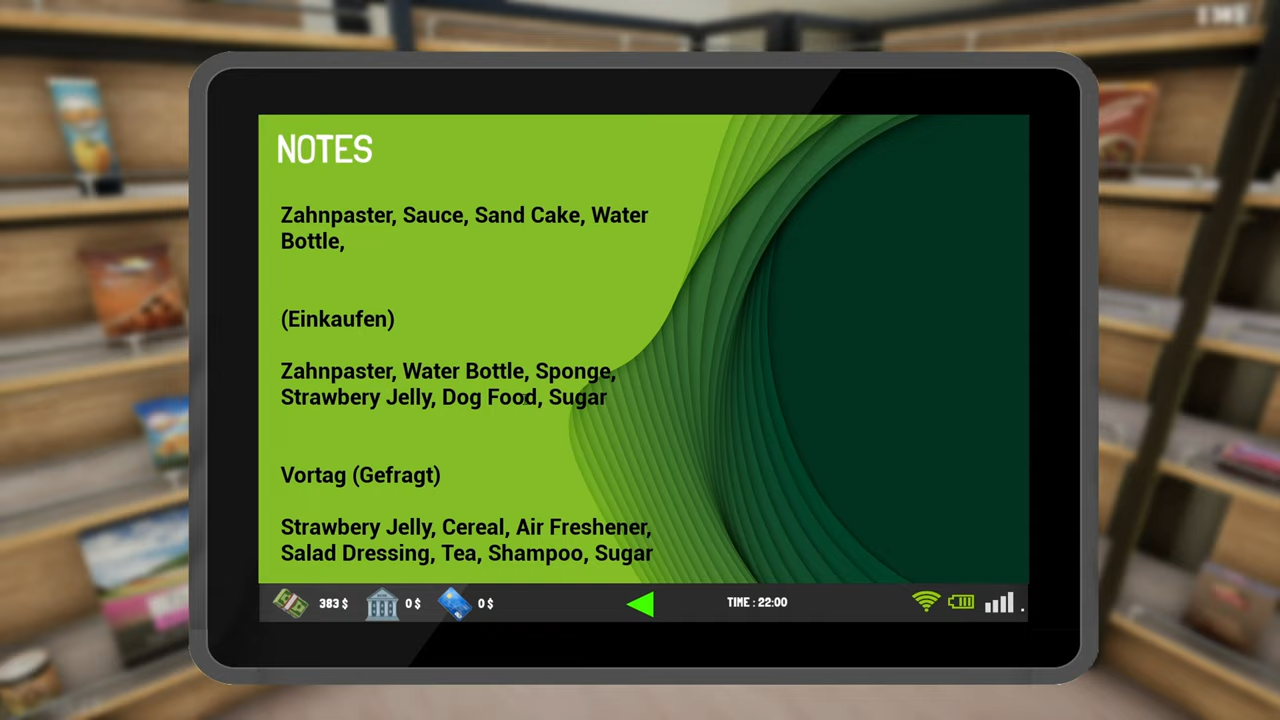 NOTES
Zahnpaster, Sauce, Sand Cake, Water
Bottle,
(Einkaufen)
Zahnpaster, Water Bottle, Sponge,
Strawbery Jelly, Dog Food, Sugar
Vortag (Gefragt)
Strawbery Jelly, Cereal, Air Freshener,
Salad Dressing, Tea, Shampoo, Sugar
383 $ 0 $ 0 $ TIME : 22:00 .